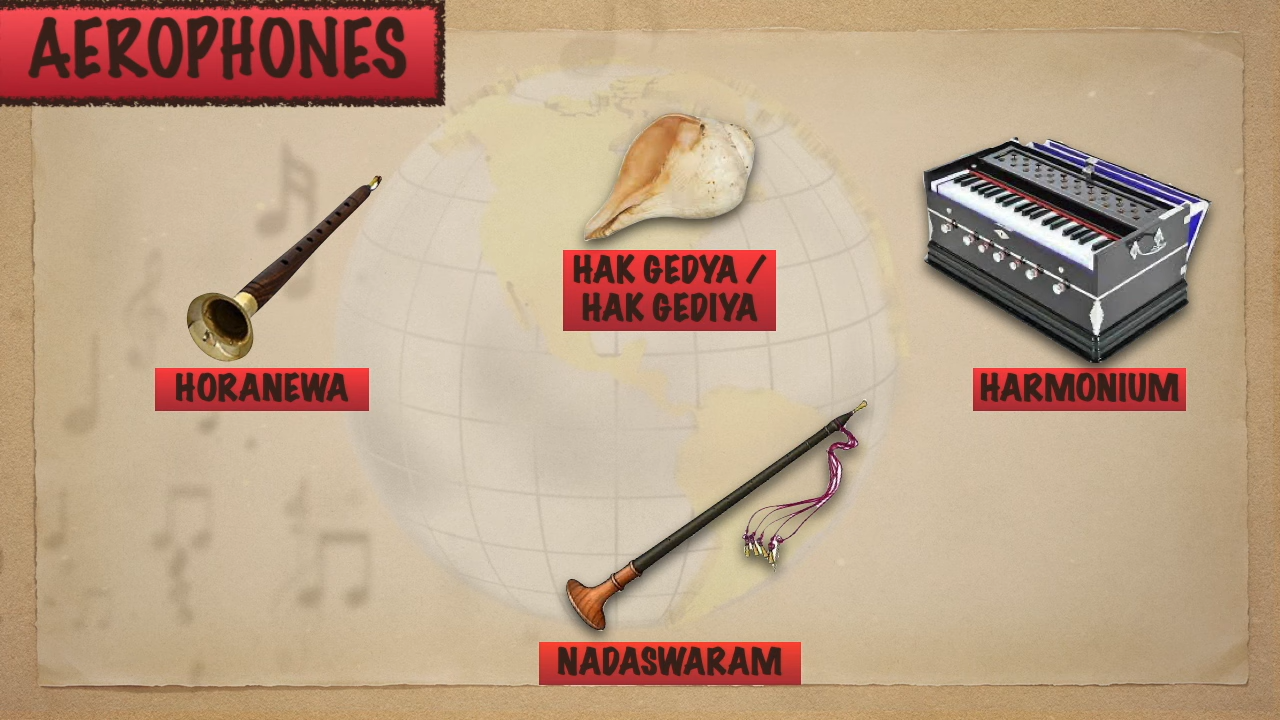 AEROPHONES
HAK GEDYA /
HAK GEDIYA
HORANEWA
HARMONIUM
NADASWARAM